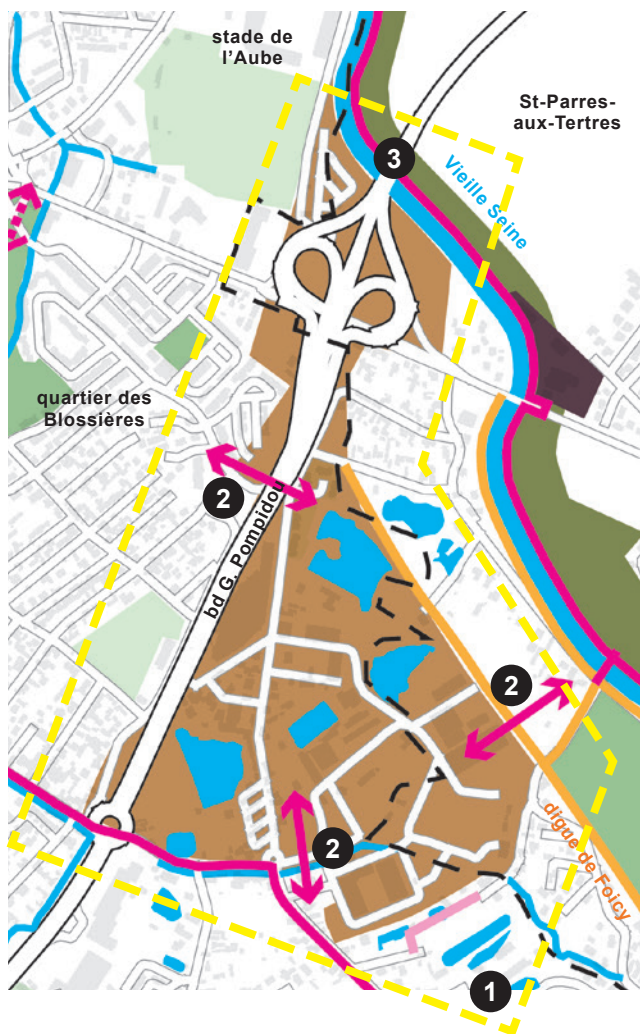 stade de
l'Aube
St-Parres-
aux-Tertres
3
Vieille Seine
quartier des
Blossières
2
bd G. Pompidou
2
2
digue de Foicy
1